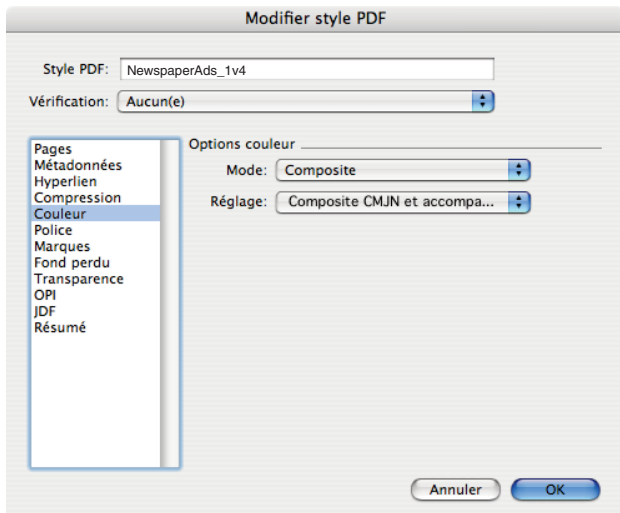 Modifier style PDF
Style PDF: NewspaperAds_1v4
Vérification: Aucun(e)
Pages
Métadonnées
Hyperlien
Compression
Couleur
Police
Marques
Fond perdu
Transparence
OPI
JDF
Résumé
Options couleur
Mode: Composite
Réglage: Composite CMJN et accompa...
Annuler OK